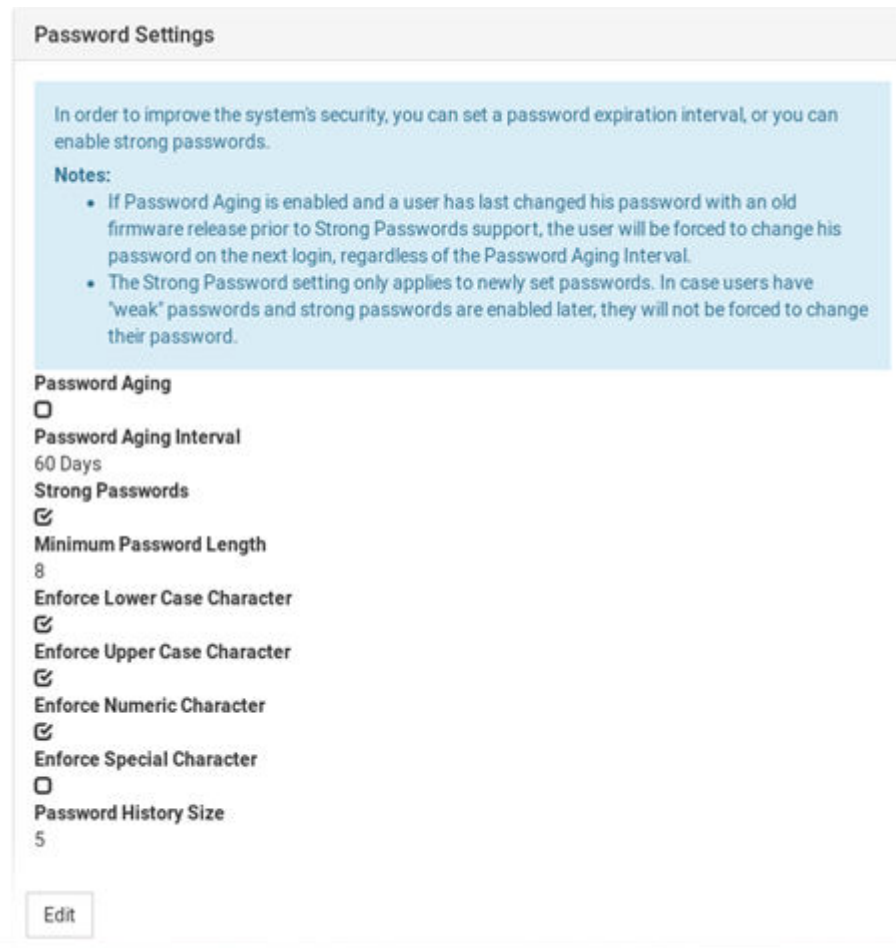 Password Settings
In order to improve the system's security, you can set a password expiration interval, or you can
enable strong passwords.
Notes:
• If Password Aging is enabled and a user has last changed his password with an old
firmware release prior to Strong Passwords support, the user will be forced to change his
password on the next login, regardless of the Password Aging Interval.
• The Strong Password setting only applies to newly set passwords. In case users have
"weak" passwords and strong passwords are enabled later, they will not be forced to change
their password.
Password Aging
Password Aging Interval
60 Days
Strong Passwords
Minimum Password Length
8
Enforce Lower Case Character
Enforce Upper Case Character
Enforce Numeric Character
Enforce Special Character
Password History Size
5
Edit